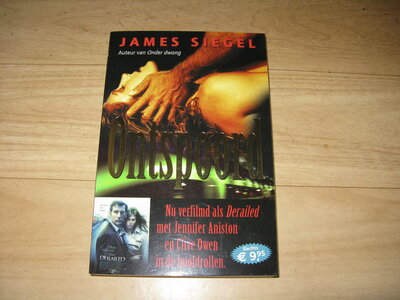 JAMES SIEGEL
Auteur van Onder dwang
Ontspoord
Nu verfilmd als Derailed
met Jennifer Aniston
en Clive Owen
in de hoofdrollen.
DERAILED
Slechts
€ 9,95